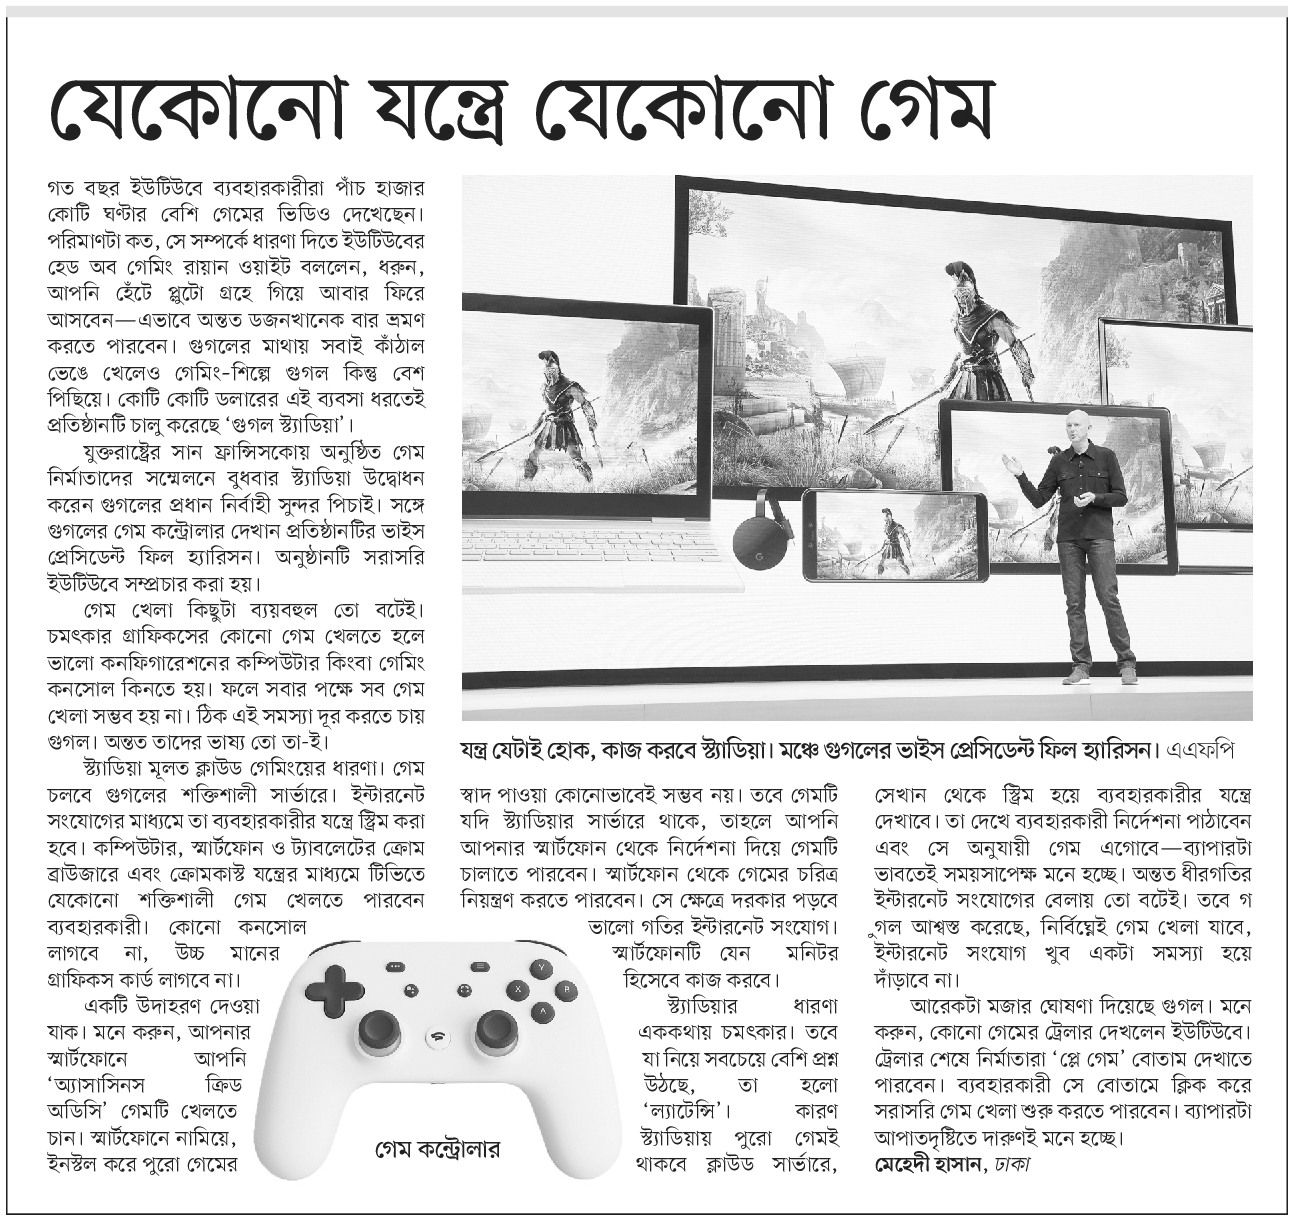 যেকোনো যন্ত্রে যেকোনো গেম
গত বছর ইউটিউবে ব্যবহারকারীরা পাঁচ হাজার
কোটি ঘণ্টার বেশি গেমের ভিডিও দেখেছেন।
পরিমাণটা কত, সে সম্পর্কে ধারণা দিতে ইউটিউবের
হেড অব গেমিং রায়ান ওয়াইট বললেন, ধরুন,
আপনি হেঁটে প্লুটো গ্রহে গিয়ে আবার ফিরে
আসবেন—এভাবে অন্তত ডজনখানেক বার ভ্রমণ
করতে পারবেন। গুগলের মাথায় সবাই কাঁঠাল
ভেঙে খেলেও গেমিং-শিল্পে গুগল কিন্তু বেশ
পিছিয়ে। কোটি কোটি ডলারের এই ব্যবসা ধরতেই
প্রতিষ্ঠানটি চালু করেছে ‘গুগল স্ট্যাডিয়া’।
যুক্তরাষ্ট্রের সান ফ্রান্সিসকোয় অনুষ্ঠিত গেম
নির্মাতাদের সম্মেলনে বুধবার স্ট্যাডিয়া উদ্বোধন
করেন গুগলের প্রধান নির্বাহী সুন্দর পিচাই। সঙ্গে
গুগলের গেম কন্ট্রোলার দেখান প্রতিষ্ঠানটির ভাইস
প্রেসিডেন্ট ফিল হ্যারিসন। অনুষ্ঠানটি সরাসরি
ইউটিউবে সম্প্রচার করা হয়।
গেম খেলা কিছুটা ব্যয়বহুল তো বটেই।
চমৎকার গ্রাফিকসের কোনো গেম খেলতে হলে
ভালো কনফিগারেশনের কম্পিউটার কিংবা গেমিং
কনসোল কিনতে হয়। ফলে সবার পক্ষে সব গেম
খেলা সম্ভব হয় না। ঠিক এই সমস্যা দূর করতে চায়
গুগল। অন্তত তাদের ভাষ্য তো তা-ই।
স্ট্যাডিয়া মূলত ক্লাউড গেমিংয়ের ধারণা। গেম
চলবে গুগলের শক্তিশালী সার্ভারে। ইন্টারনেট
সংযোগের মাধ্যমে তা ব্যবহারকারীর যন্ত্রে স্ট্রিম করা
হবে। কম্পিউটার, স্মার্টফোন ও ট্যাবলেটের ক্রোম
ব্রাউজারে এবং ক্রোমকাস্ট যন্ত্রের মাধ্যমে টিভিতে
যেকোনো শক্তিশালী গেম খেলতে পারবেন
ব্যবহারকারী। কোনো কনসোল
লাগবে না, উচ্চ মানের
গ্রাফিকস কার্ড লাগবে না।
একটি উদাহরণ দেওয়া
যাক। মনে করুন, আপনার
স্মার্টফোনে আপনি
‘অ্যাসাসিনস ক্রিড
অডিসি’ গেমটি খেলতে
চান। স্মার্টফোনে নামিয়ে,
ইনস্টল করে পুরো গেমের
গেম কন্ট্রোলার
যন্ত্র যেটাই হোক, কাজ করবে স্ট্যাডিয়া। মঞ্চে গুগলের ভাইস প্রেসিডেন্ট ফিল হ্যারিসন। এএফপি
স্বাদ পাওয়া কোনোভাবেই সম্ভব নয়। তবে গেমটি
যদি স্ট্যাডিয়ার সার্ভারে থাকে, তাহলে আপনি
আপনার স্মার্টফোন থেকে নির্দেশনা দিয়ে গেমটি
চালাতে পারবেন। স্মার্টফোন থেকে গেমের চরিত্র
নিয়ন্ত্রণ করতে পারবেন। সে ক্ষেত্রে দরকার পড়বে
ভালো গতির ইন্টারনেট সংযোগ।
স্মার্টফোনটি যেন মনিটর
হিসেবে কাজ করবে।
স্ট্যাডিয়ার ধারণা
এককথায় চমৎকার। তবে
যা নিয়ে সবচেয়ে বেশি প্রশ্ন
উঠছে, তা হলো
‘ল্যাটেন্সি’। কারণ
স্ট্যাডিয়ায় পুরো গেমই
থাকবে ক্লাউড সার্ভারে,
সেখান থেকে স্ট্রিম হয়ে ব্যবহারকারীর যন্ত্রে
দেখাবে। তা দেখে ব্যবহারকারী নির্দেশনা পাঠাবেন
এবং সে অনুযায়ী গেম এগোবে—ব্যাপারটা
ভাবতেই সময়সাপেক্ষ মনে হচ্ছে। অন্তত ধীরগতির
ইন্টারনেট সংযোগের বেলায় তো বটেই। তবে গ
ুগল আশ্বস্ত করেছে, নির্বিঘ্নেই গেম খেলা যাবে,
ইন্টারনেট সংযোগ খুব একটা সমস্যা হয়ে
দাঁড়াবে না।
আরেকটা মজার ঘোষণা দিয়েছে গুগল। মনে
করুন, কোনো গেমের ট্রেলার দেখলেন ইউটিউবে।
ট্রেলার শেষে নির্মাতারা ‘প্লে গেম’ বোতাম দেখাতে
পারবেন। ব্যবহারকারী সে বোতামে ক্লিক করে
সরাসরি গেম খেলা শুরু করতে পারবেন। ব্যাপারটা
আপাতদৃষ্টিতে দারুণই মনে হচ্ছে।
মেহেদী হাসান, ঢাকা